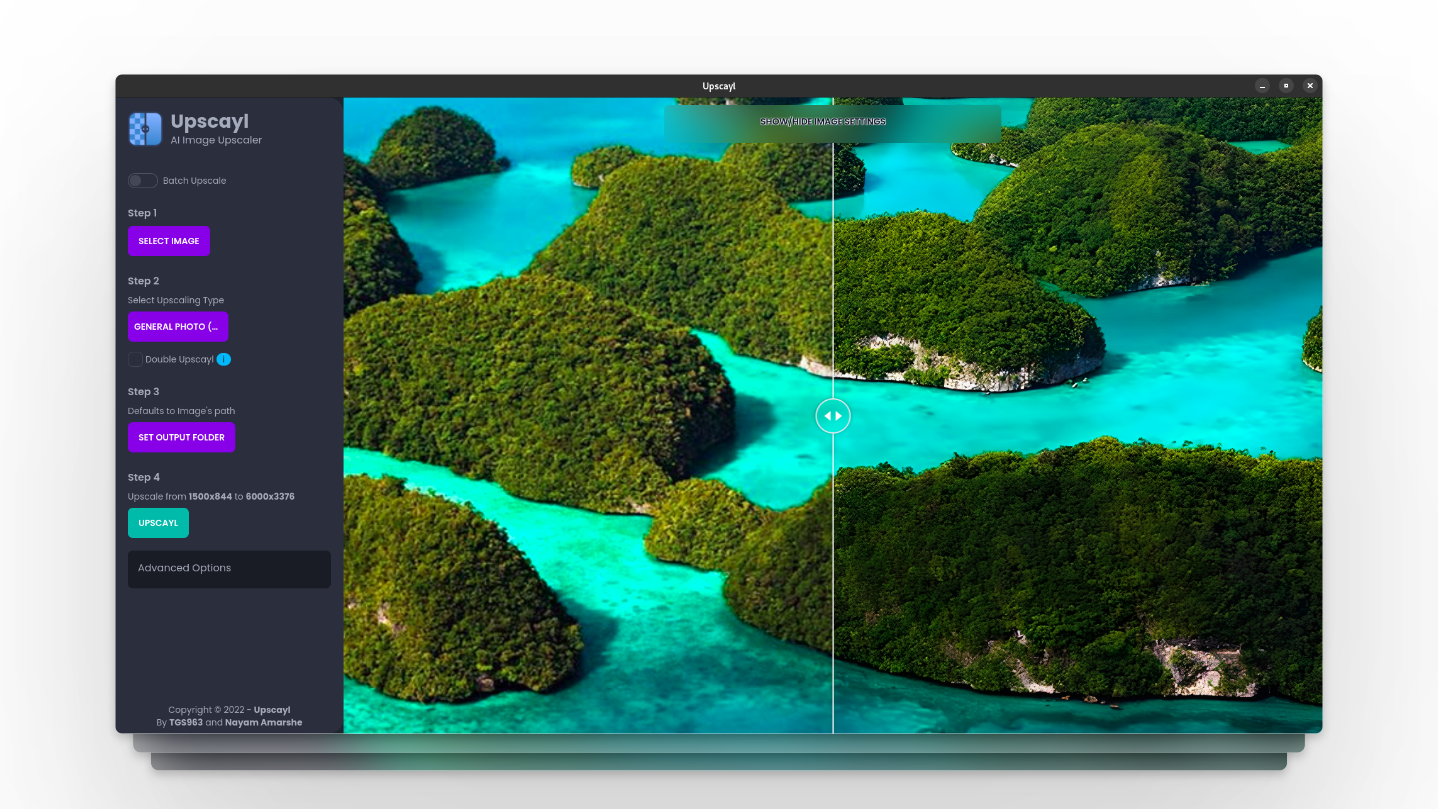 Upscayl
Upscayl
AI Image Upscaler
SHOW/HIDE IMAGE SETTINGS
Batch Upscale
Step 1
SELECT IMAGE
Step 2
Select Upscaling Type
GENERAL PHOTO (...
Double Upscayl i
Step 3
Defaults to Image's path
SET OUTPUT FOLDER
Step 4
Upscale from 1500x844 to 6000x3376
UPSCAYL
Advanced Options
Copyright © 2022 - Upscayl
By TGS963 and Nayam Amarshe